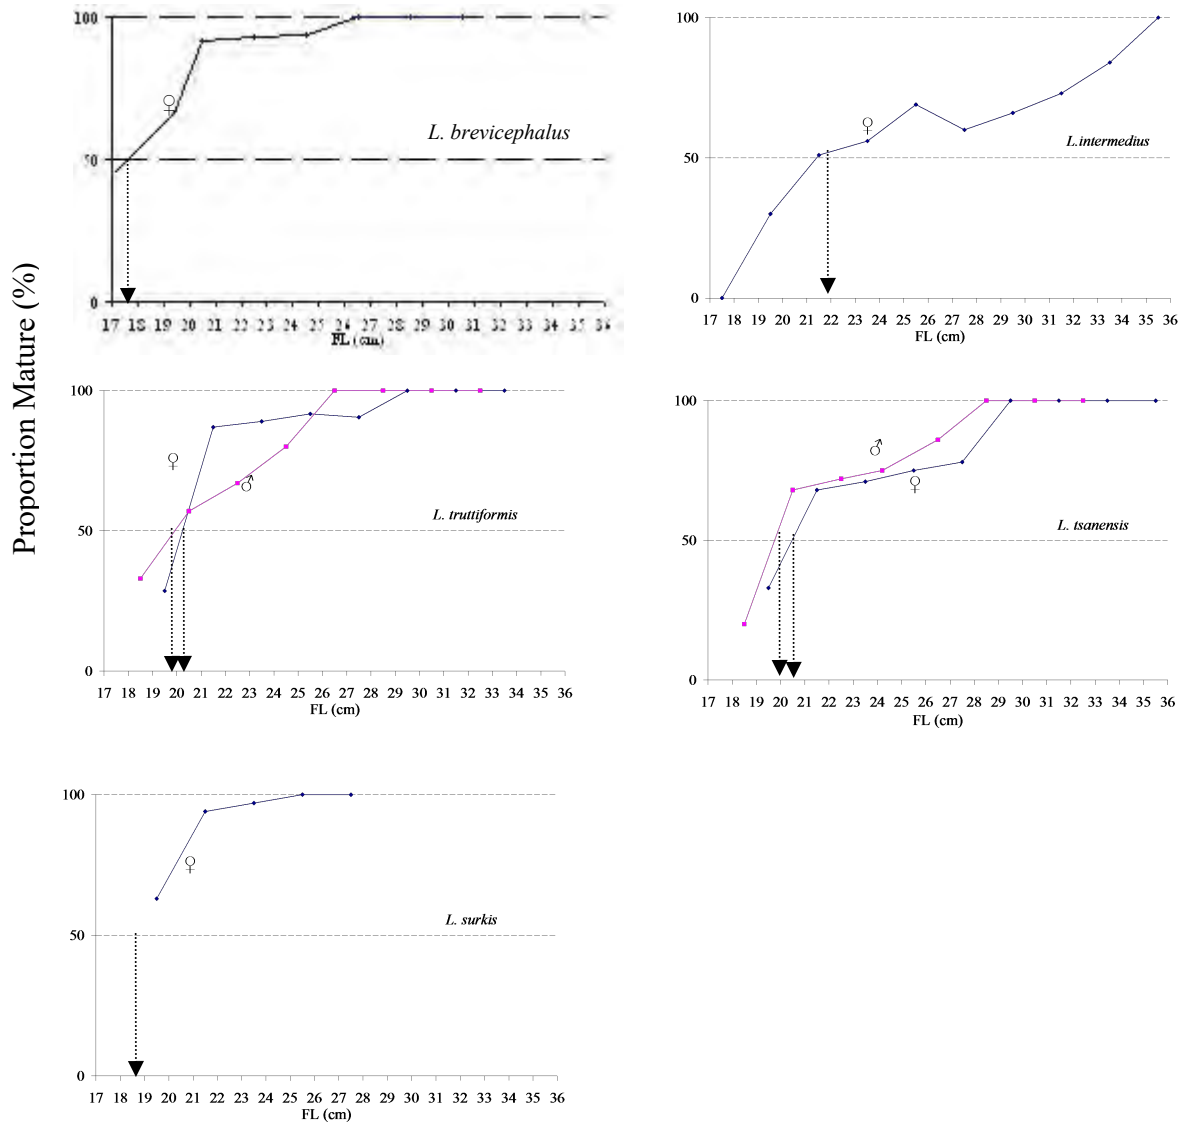 Proportion Mature (%)
100
50
0
♀
L. brevicephalus
17 18 19 20 21 22 23 24 25 26 27 28 29 30 31 32 33 34 35 36
FL (cm)
100
50
0
♀
L.intermedius
17 18 19 20 21 22 23 24 25 26 27 28 29 30 31 32 33 34 35 36
FL (cm)
100
50
0
♀
♂
L. truttiformis
17 18 19 20 21 22 23 24 25 26 27 28 29 30 31 32 33 34 35 36
FL (cm)
100
50
0
♂
♀
L. tsanensis
17 18 19 20 21 22 23 24 25 26 27 28 29 30 31 32 33 34 35 36
FL (cm)
100
50
0
♀
L. surkis
17 18 19 20 21 22 23 24 25 26 27 28 29 30 31 32 33 34 35 36
FL (cm)